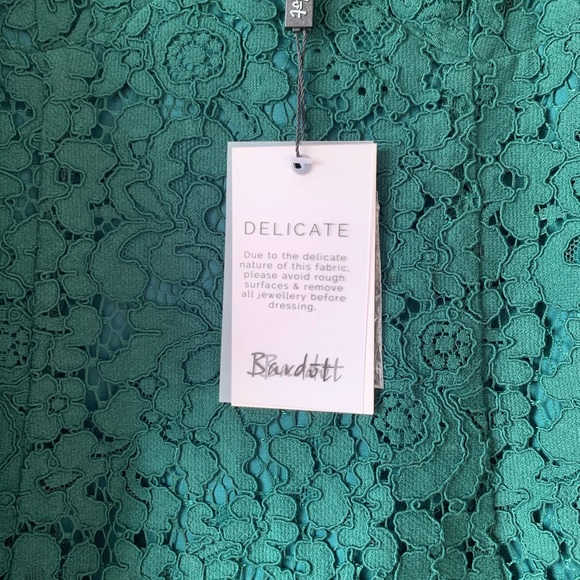 DELICATE
Due to the delicate
nature of this fabric,
please avoid rough
surfaces & remove
all jewellery before
dressing.
Bardot